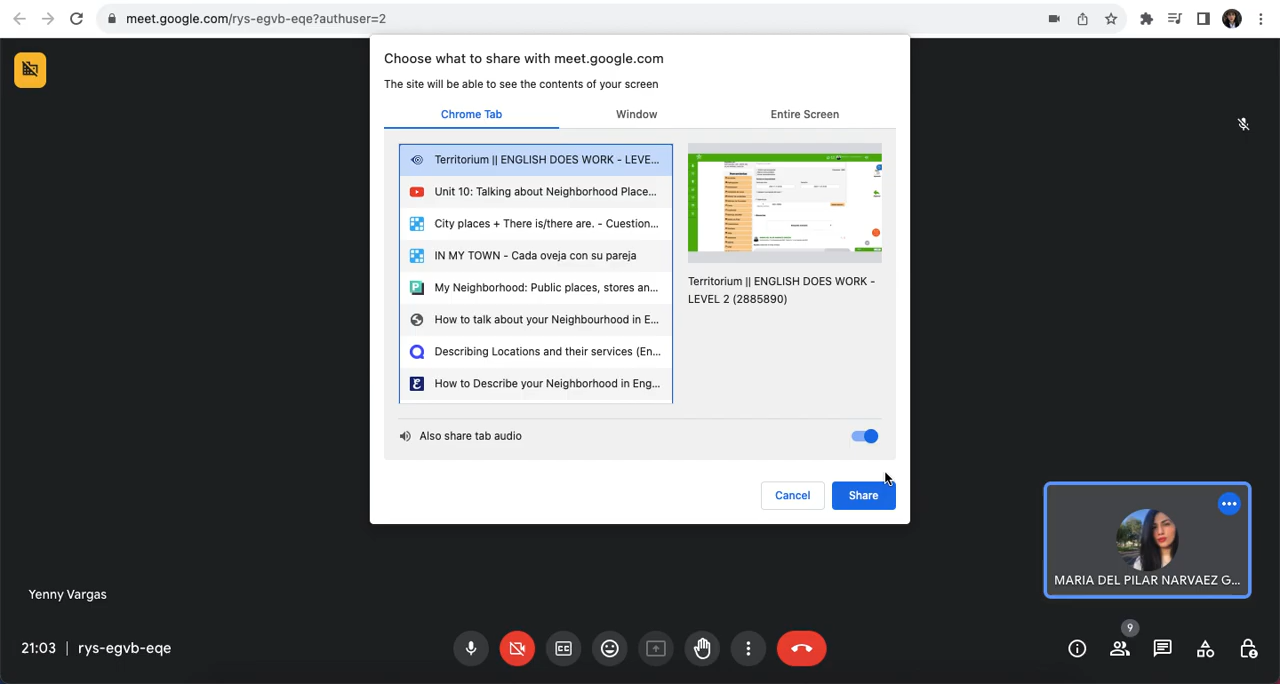 meet.google.com/rys-egvb-eqe?authuser=2
Choose what to share with meet.google.com
The site will be able to see the contents of your screen
Chrome Tab
Window
Entire Screen
Territorium || ENGLISH DOES WORK - LEVE...
Unit 10: Talking about Neighborhood Place...
City places + There is/there are. - Cuestion...
IN MY TOWN - Cada oveja con su pareja
My Neighborhood: Public places, stores an...
How to talk about your Neighbourhood in E...
Describing Locations and their services (En...
How to Describe your Neighborhood in Eng...
Territorium || ENGLISH DOES WORK -
LEVEL 2 (2885890)
Also share tab audio
Cancel
Share
MARIA DEL PILAR NARVAEZ G...
Yenny Vargas
21:03 | rys-egvb-eqe
9